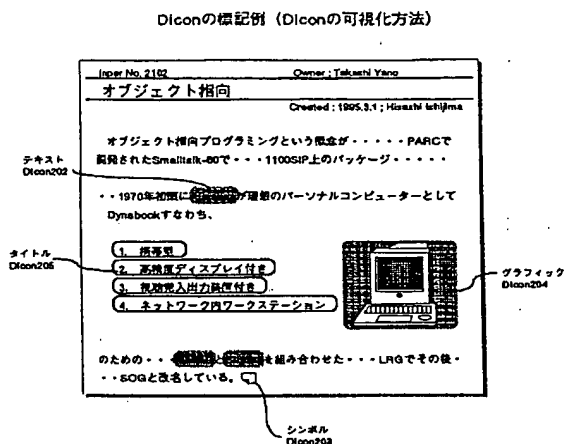 Diconの標記例（Diconの可視化方法）
Inper No. 2102 Owner : Takashi Yano
オブジェクト指向
Created : 1995.3.1 ; Hisashi Ishijima
オブジェクト指向プログラミングという概念が・・・・・PARCで
開発されたSmalltalk-80で・・・1100SIP上のパッケージ・・・・・
テキスト
Dicon202
・・1970年初頭に が理想のパーソナルコンピューターとして
Dynabookすなわち、
タイトル
Dicon205
1. 携帯型
2. 高精度ディスプレイ付き
3. 視聴覚入出力装置付き
4. ネットワーク内ワークステーション
グラフィック
Dicon204
のための・・ と を組み合わせた・・・LRGでその後・
・・SOGと改名している。
シンボル
Dicon203